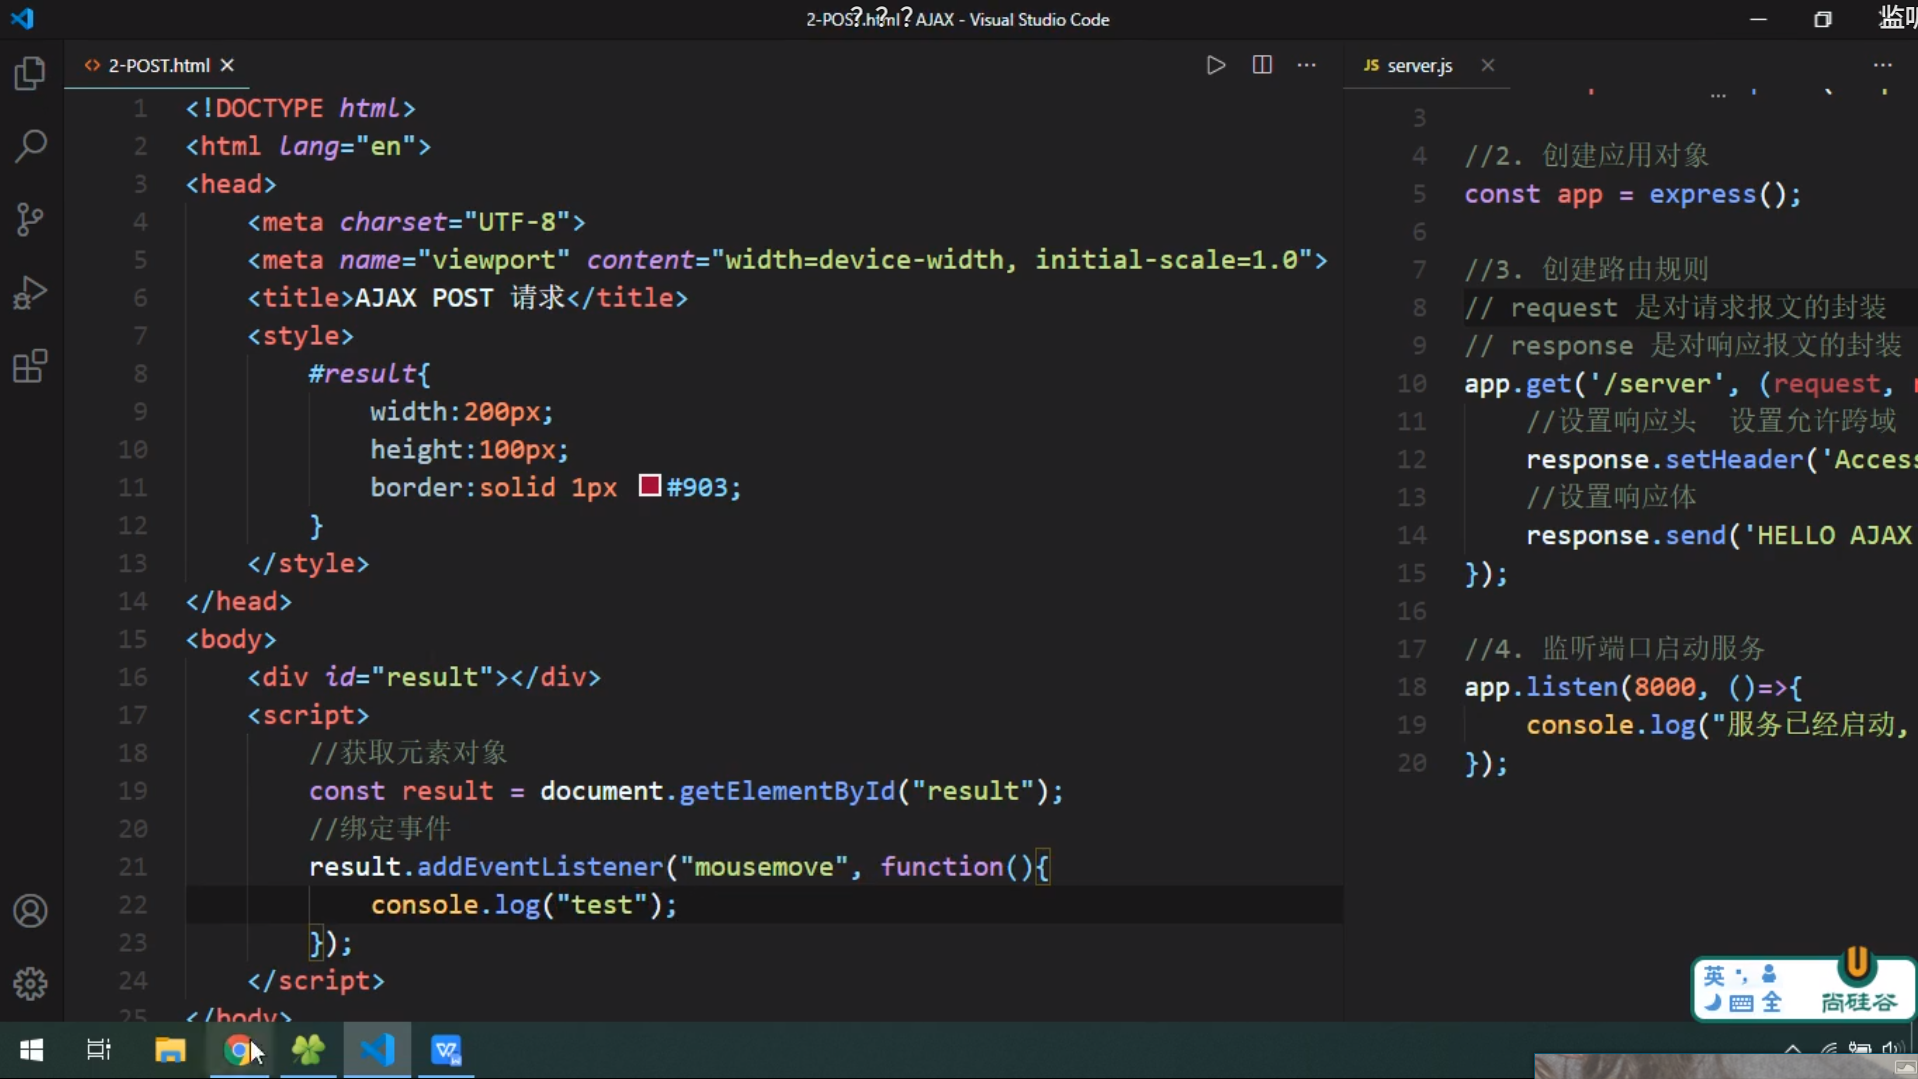 2-POST.html - AJAX - Visual Studio Code
? ? ?
2-POST.html
1 <!DOCTYPE html>
2 <html lang="en">
3 <head>
4 <meta charset="UTF-8">
5 <meta name="viewport" content="width=device-width, initial-scale=1.0">
6 <title>AJAX POST 请求</title>
7 <style>
8 #result{
9 width:200px;
10 height:100px;
11 border:solid 1px #903;
12 }
13 </style>
14 </head>
15 <body>
16 <div id="result"></div>
17 <script>
18 //获取元素对象
19 const result = document.getElementById("result");
20 //绑定事件
21 result.addEventListener("mousemove", function(){
22 console.log("test");
23 });
24 </script>
25 </body>
JS server.js
3
4 //2. 创建应用对象
5 const app = express();
6
7 //3. 创建路由规则
8 // request 是对请求报文的封装
9 // response 是对响应报文的封装
10 app.get('/server', (request,
11 //设置响应头 设置允许跨域
12 response.setHeader('Access
13 //设置响应体
14 response.send('HELLO AJAX
15 });
16
17 //4. 监听端口启动服务
18 app.listen(8000, ()=>{
19 console.log("服务已经启动,
20 });
监听
英
全
尚硅谷